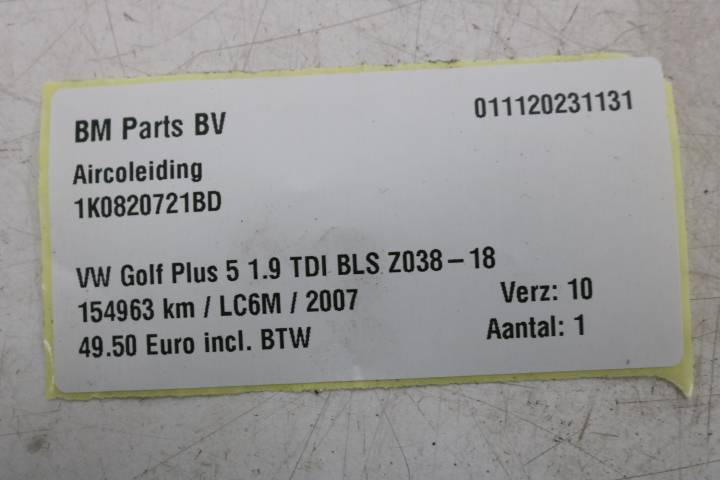 BM Parts BV 011120231131
Aircoleiding
1K0820721BD
VW Golf Plus 5 1.9 TDI BLS Z038-18
154963 km / LC6M / 2007 Verz: 10
49.50 Euro incl. BTW Aantal: 1